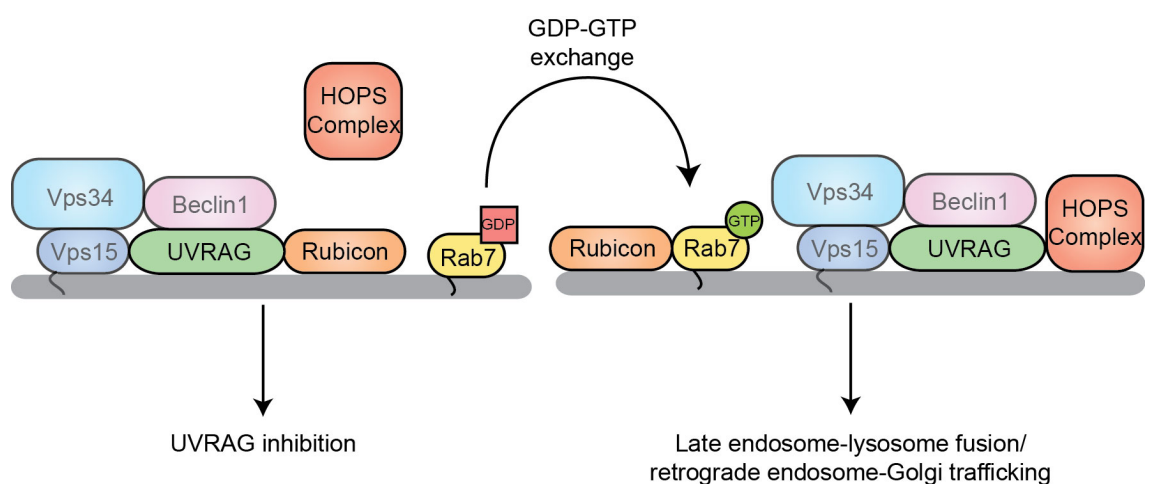 GDP-GTP
exchange
HOPS
Complex
Vps34
Beclin1
Vps15
UVRAG
Rubicon
Rab7
GDP
Rubicon
Rab7
GTP
Vps34
Beclin1
Vps15
UVRAG
HOPS
Complex
UVRAG inhibition
Late endosome-lysosome fusion/
retrograde endosome-Golgi trafficking